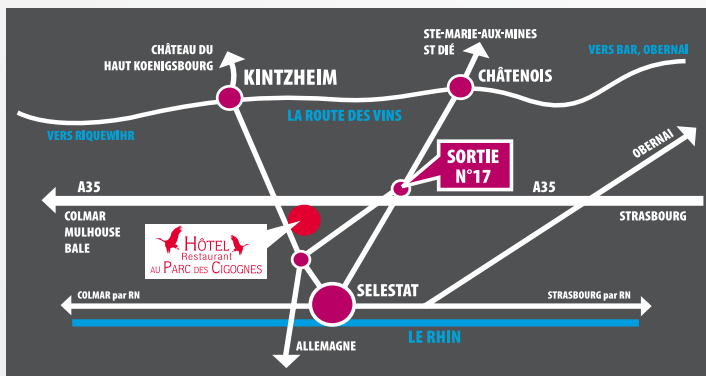 CHÂTEAU DU
HAUT KOENIGSBOURG
STE-MARIE-AUX-MINES
ST DIÉ
VERS BAR, OBERNAI
KINTZHEIM
CHÂTENOIS
LA ROUTE DES VINS
VERS RIQUEWIHR
SORTIE
N°17
OBERNAI
A35
A35
COLMAR
MULHOUSE
BALE
STRASBOURG
HÔTEL
Restaurant
AU PARC DES CIGOGNES
COLMAR par RN
SELESTAT
STRASBOURG par RN
LE RHIN
ALLEMAGNE